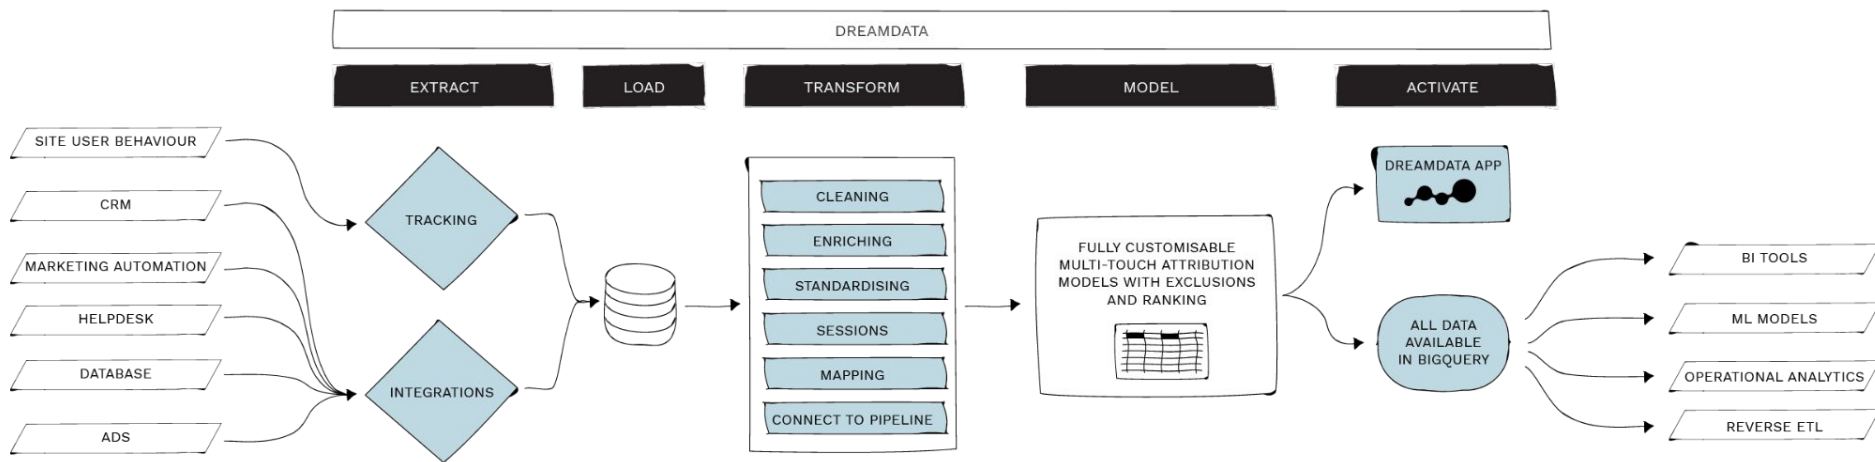 DREAMDATA
EXTRACT
LOAD
TRANSFORM
MODEL
ACTIVATE
SITE USER BEHAVIOUR
CRM
MARKETING AUTOMATION
HELPDESK
DATABASE
ADS
TRACKING
INTEGRATIONS
CLEANING
ENRICHING
STANDARDISING
SESSIONS
MAPPING
CONNECT TO PIPELINE
FULLY CUSTOMISABLE
MULTI-TOUCH ATTRIBUTION
MODELS WITH EXCLUSIONS
AND RANKING
DREAMDATA APP
ALL DATA
AVAILABLE
IN BIGQUERY
BI TOOLS
ML MODELS
OPERATIONAL ANALYTICS
REVERSE ETL